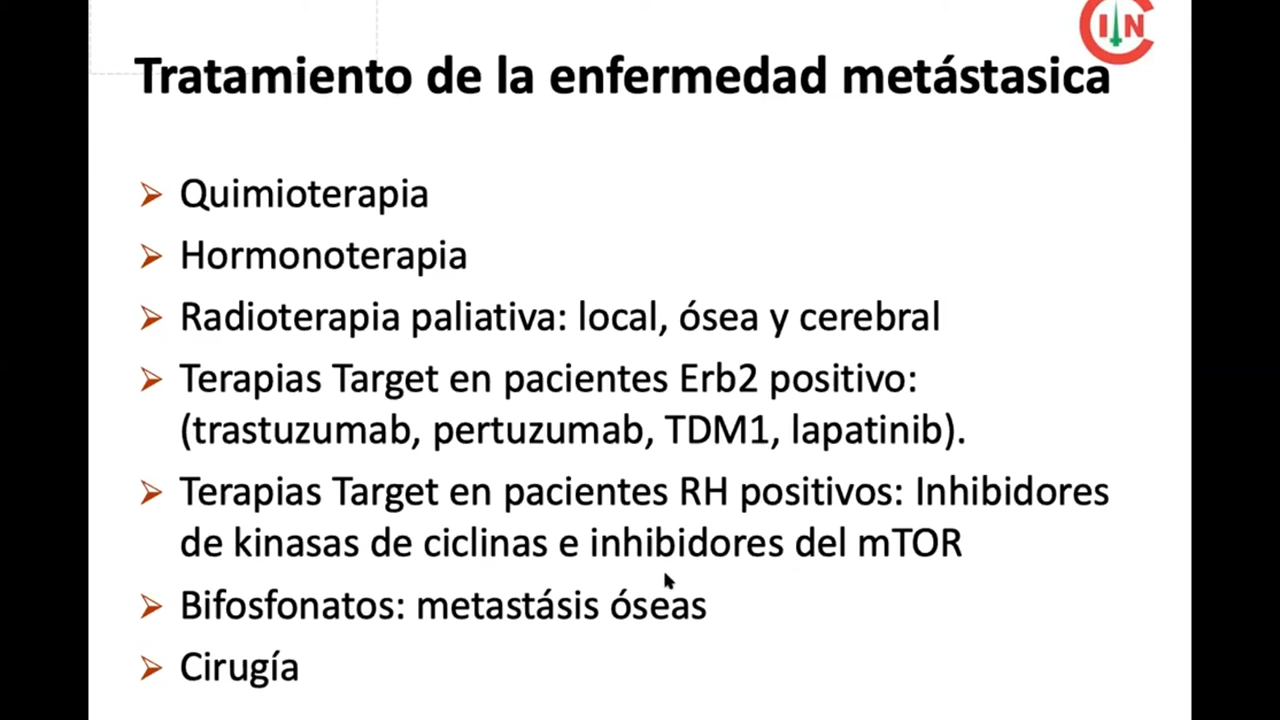 CIN
Tratamiento de la enfermedad metástasica
Quimioterapia
Hormonoterapia
Radioterapia paliativa: local, ósea y cerebral
Terapias Target en pacientes Erb2 positivo:
(trastuzumab, pertuzumab, TDM1, lapatinib).
Terapias Target en pacientes RH positivos: Inhibidores
de kinasas de ciclinas e inhibidores del mTOR
Bifosfonatos: metastásis óseas
Cirugía